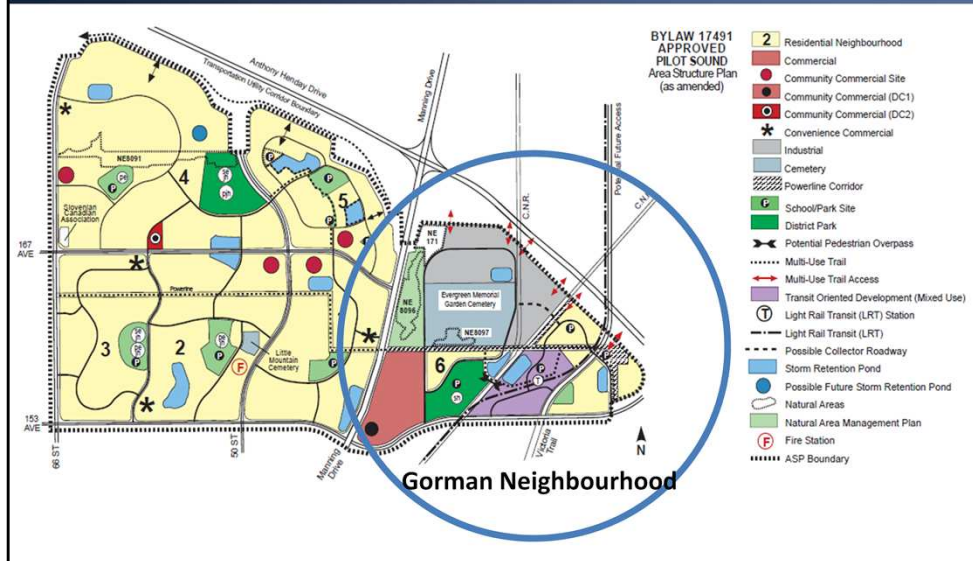 BYLAW 17491
APPROVED
PILOT SOUND
Area Structure Plan
(as amended)
2 Residential Neighbourhood
Commercial
Community Commercial Site
Community Commercial (DC1)
Community Commercial (DC2)
Convenience Commercial
Industrial
Cemetery
Powerline Corridor
P School/Park Site
District Park
Potential Pedestrian Overpass
Multi-Use Trail
Multi-Use Trail Access
Transit Oriented Development (Mixed Use)
T Light Rail Transit (LRT) Station
Light Rail Transit (LRT)
Possible Collector Roadway
Storm Retention Pond
Possible Future Storm Retention Pond
Natural Areas
Natural Area Management Plan
F Fire Station
ASP Boundary
Anthony Henday Drive
Transportation Utility Corridor Boundary
Manning Drive
C.N.R.
Potential Future Access
NE8091
4
P
Slovenian
Canadian
Association
5
P
P
P
167
AVE
NE
171
NE
8096
Evergreen Memorial
Garden Cemetery
NE8097
Powerline
3
P
2
P
Little
Mountain
Cemetery
F
P
6
P
P
T
P
P
P
153
AVE
66 ST
50 ST
Manning Drive
Victoria
Trail
N
Gorman Neighbourhood